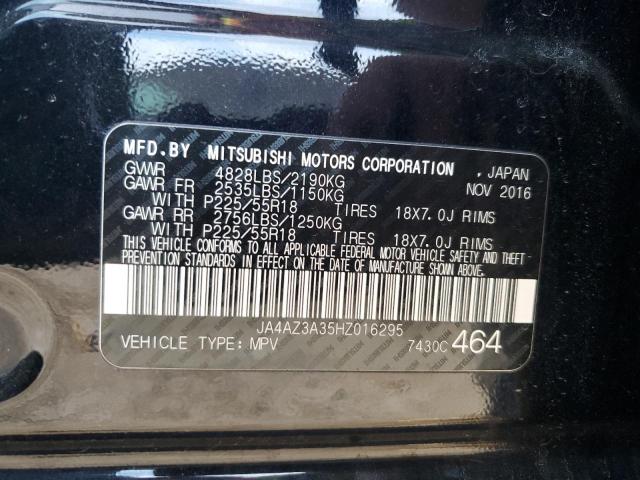 MFD.BY MITSUBISHI MOTORS CORPORATION , JAPAN
GVWR 4828LBS/2190KG NOV 2016
GAWR FR 2535LBS/1150KG
WITH P225/55R18 TIRES 18X7.0J RIMS
GAWR RR 2756LBS/1250KG
WITH P225/55R18 TIRES 18X7.0J RIMS
THIS VEHICLE CONFORMS TO ALL APPLICABLE FEDERAL MOTOR VEHICLE SAFETY AND THEFT
PREVENTION STANDARDS IN EFFECT ON THE DATE OF MANUFACTURE SHOWN ABOVE.
JA4AZ3A35HZ016295
VEHICLE TYPE: MPV 7430C 464